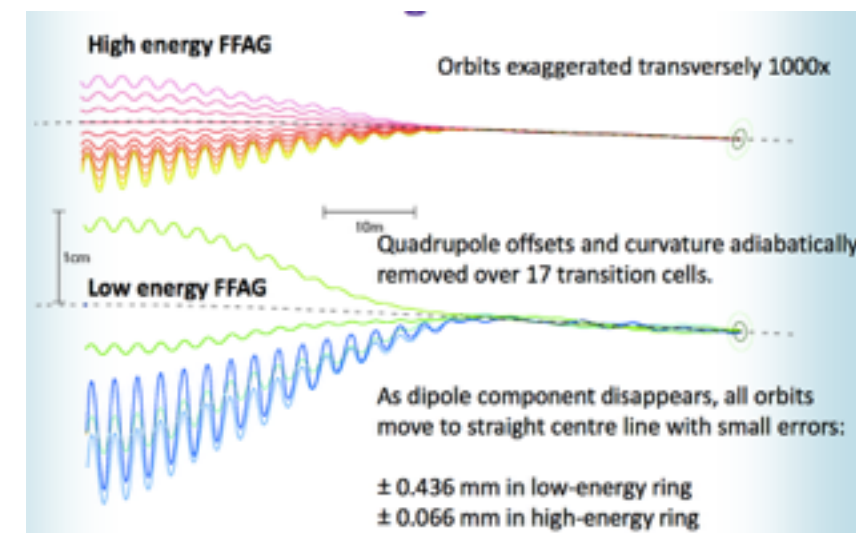 High energy FFAG
Orbits exaggerated transversely 1000x
10m
Quadrupole offsets and curvature adiabatically
removed over 17 transition cells.
1cm
Low energy FFAG
As dipole component disappears, all orbits
move to straight centre line with small errors:
± 0.436 mm in low-energy ring
± 0.066 mm in high-energy ring